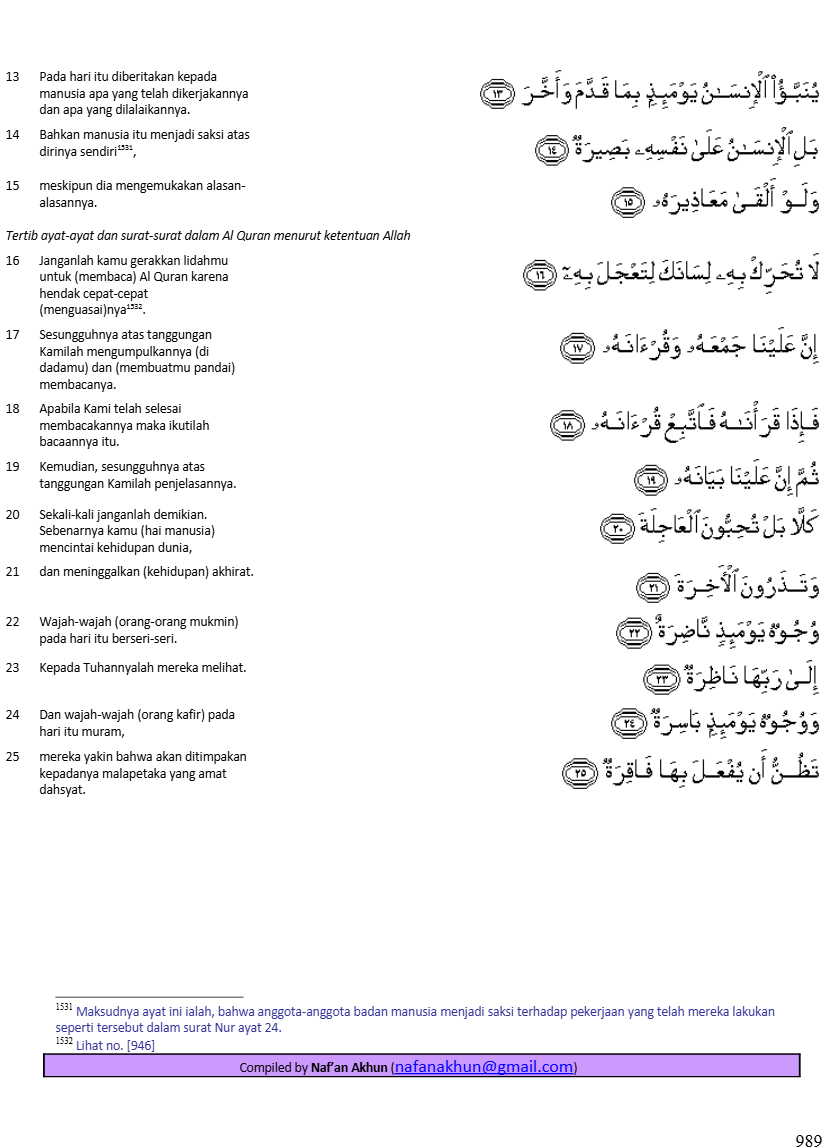 13 Pada hari itu diberitakan kepada
manusia apa yang telah dikerjakannya
dan apa yang dilalaikannya.
يُنَبَّؤُا۟ ٱلْإِنسَـٰنُ يَوْمَئِذٍۭ بِمَا قَدَّمَ وَأَخَّرَ ١٣
14 Bahkan manusia itu menjadi saksi atas
dirinya sendiri1531,
بَلِ ٱلْإِنسَـٰنُ عَلَىٰ نَفْسِهِۦ بَصِيرَةٌ ١٤
15 meskipun dia mengemukakan alasan-
alasannya.
وَلَوْ أَلْقَىٰ مَعَاذِيرَهُۥ ١٥
Tertib ayat-ayat dan surat-surat dalam Al Quran menurut ketentuan Allah
16 Janganlah kamu gerakkan lidahmu
untuk (membaca) Al Quran karena
hendak cepat-cepat
(menguasai)nya1532.
لَا تُحَرِّكْ بِهِۦ لِسَانَكَ لِتَعْجَلَ بِهِۦٓ ١٦
17 Sesungguhnya atas tanggungan
Kamilah mengumpulkannya (di
dadamu) dan (membuatmu pandai)
membacanya.
إِنَّ عَلَيْنَا جَمْعَهُۥ وَقُرْءَانَهُۥ ١٧
18 Apabila Kami telah selesai
membacakannya maka ikutilah
bacaannya itu.
فَإِذَا قَرَأْنَـٰهُ فَٱتَّبِعْ قُرْءَانَهُۥ ١٨
19 Kemudian, sesungguhnya atas
tanggungan Kamilah penjelasannya.
ثُمَّ إِنَّ عَلَيْنَا بَيَانَهُۥ ١٩
20 Sekali-kali janganlah demikian.
Sebenarnya kamu (hai manusia)
mencintai kehidupan dunia,
كَلَّا بَلْ تُحِبُّونَ ٱلْعَاجِلَةَ ٢٠
21 dan meninggalkan (kehidupan) akhirat.
وَتَذَرُونَ ٱلْـَٔاخِرَةَ ٢١
22 Wajah-wajah (orang-orang mukmin)
pada hari itu berseri-seri.
وُجُوهٌ يَوْمَئِذٍ نَّاضِرَةٌ ٢٢
23 Kepada Tuhannyalah mereka melihat.
إِلَىٰ رَبِّهَا نَاظِرَةٌ ٢٣
24 Dan wajah-wajah (orang kafir) pada
hari itu muram,
وَوُجُوهٌ يَوْمَئِذٍۭ بَاسِرَةٌ ٢٤
25 mereka yakin bahwa akan ditimpakan
kepadanya malapetaka yang amat
dahsyat.
تَظُنُّ أَن يُفْعَلَ بِهَا فَاقِرَةٌ ٢٥
1531 Maksudnya ayat ini ialah, bahwa anggota-anggota badan manusia menjadi saksi terhadap pekerjaan yang telah mereka lakukan
seperti tersebut dalam surat Nur ayat 24.
1532 Lihat no. [946]
Compiled by Naf’an Akhun (nafanakhun@gmail.com)
989